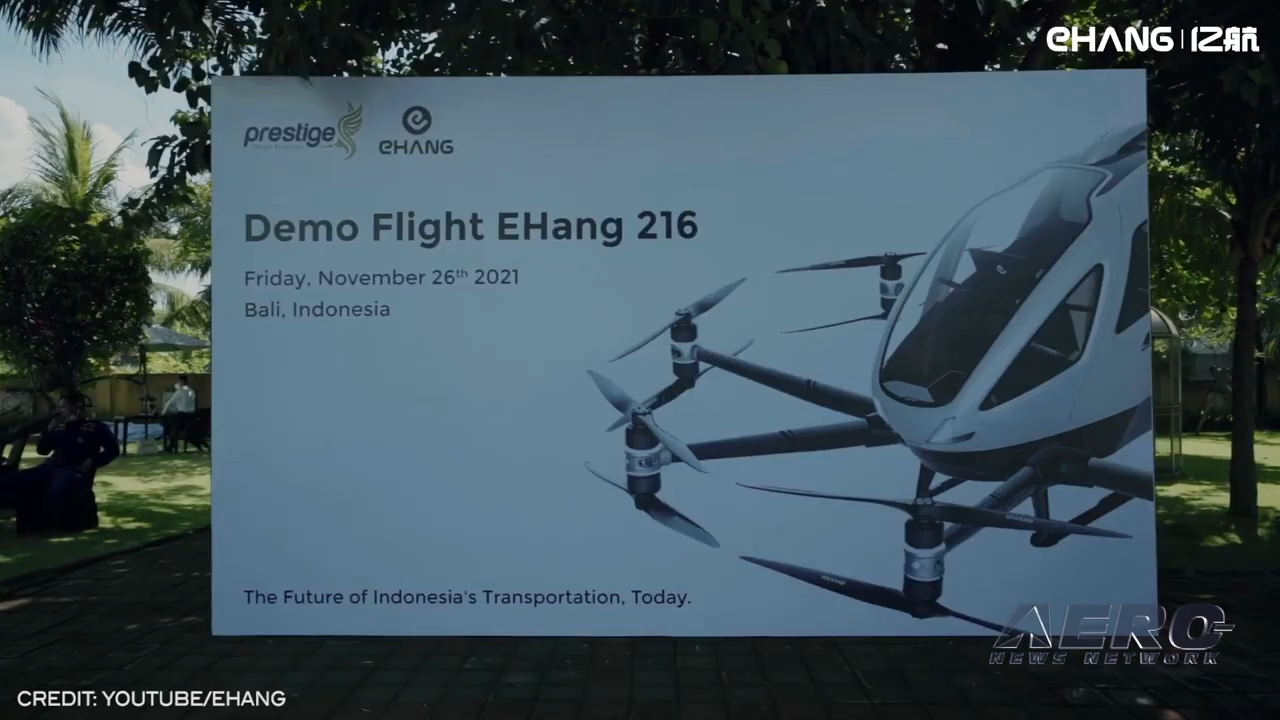 EHANG | 亿航
prestige
EHANG
Demo Flight EHang 216
Friday, November 26th 2021
Bali, Indonesia
The Future of Indonesia's Transportation, Today.
AERO
NEWS NETWORK
CREDIT: YOUTUBE/EHANG